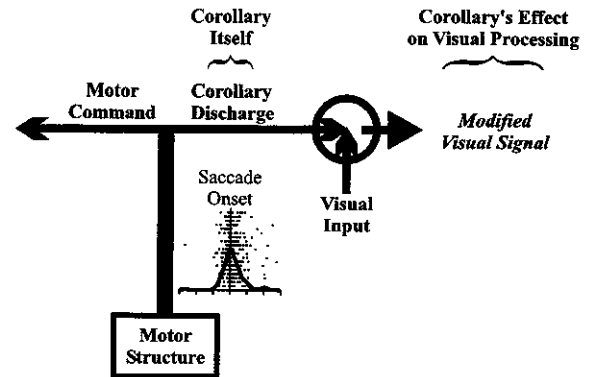 Corollary
Itself
Corollary's Effect
on Visual Processing
Motor
Command
Corollary
Discharge
Modified
Visual Signal
Saccade
Onset
Visual
Input
Motor
Structure